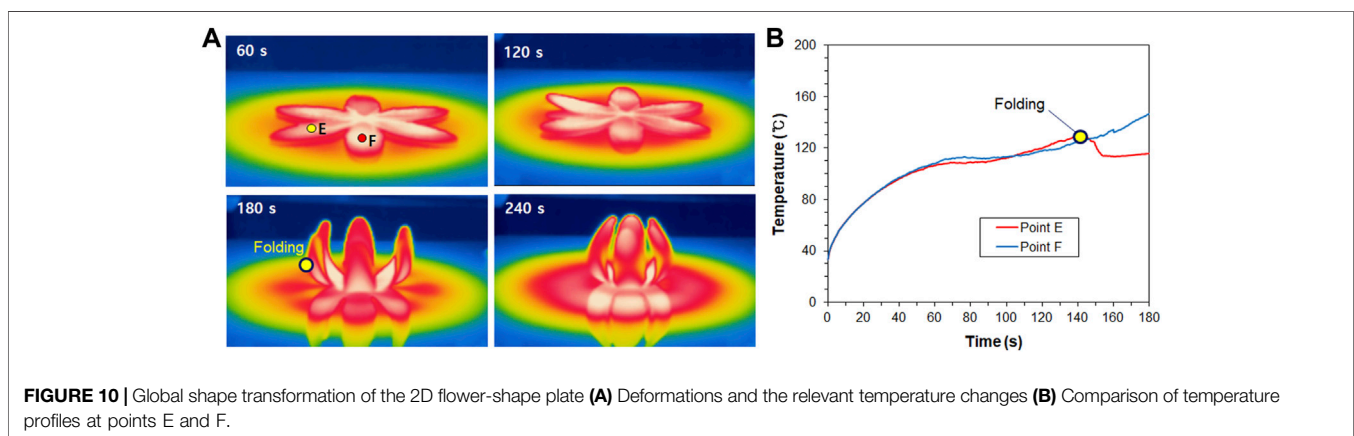 A
60 s
E
F
120 s
180 s
Folding
240 s
B
200
160
120
80
40
0
Temperature (℃)
Folding
Point E
Point F
0 20 40 60 80 100 120 140 160 180
Time (s)
FIGURE 10 | Global shape transformation of the 2D flower-shape plate (A) Deformations and the relevant temperature changes (B) Comparison of temperature
profiles at points E and F.